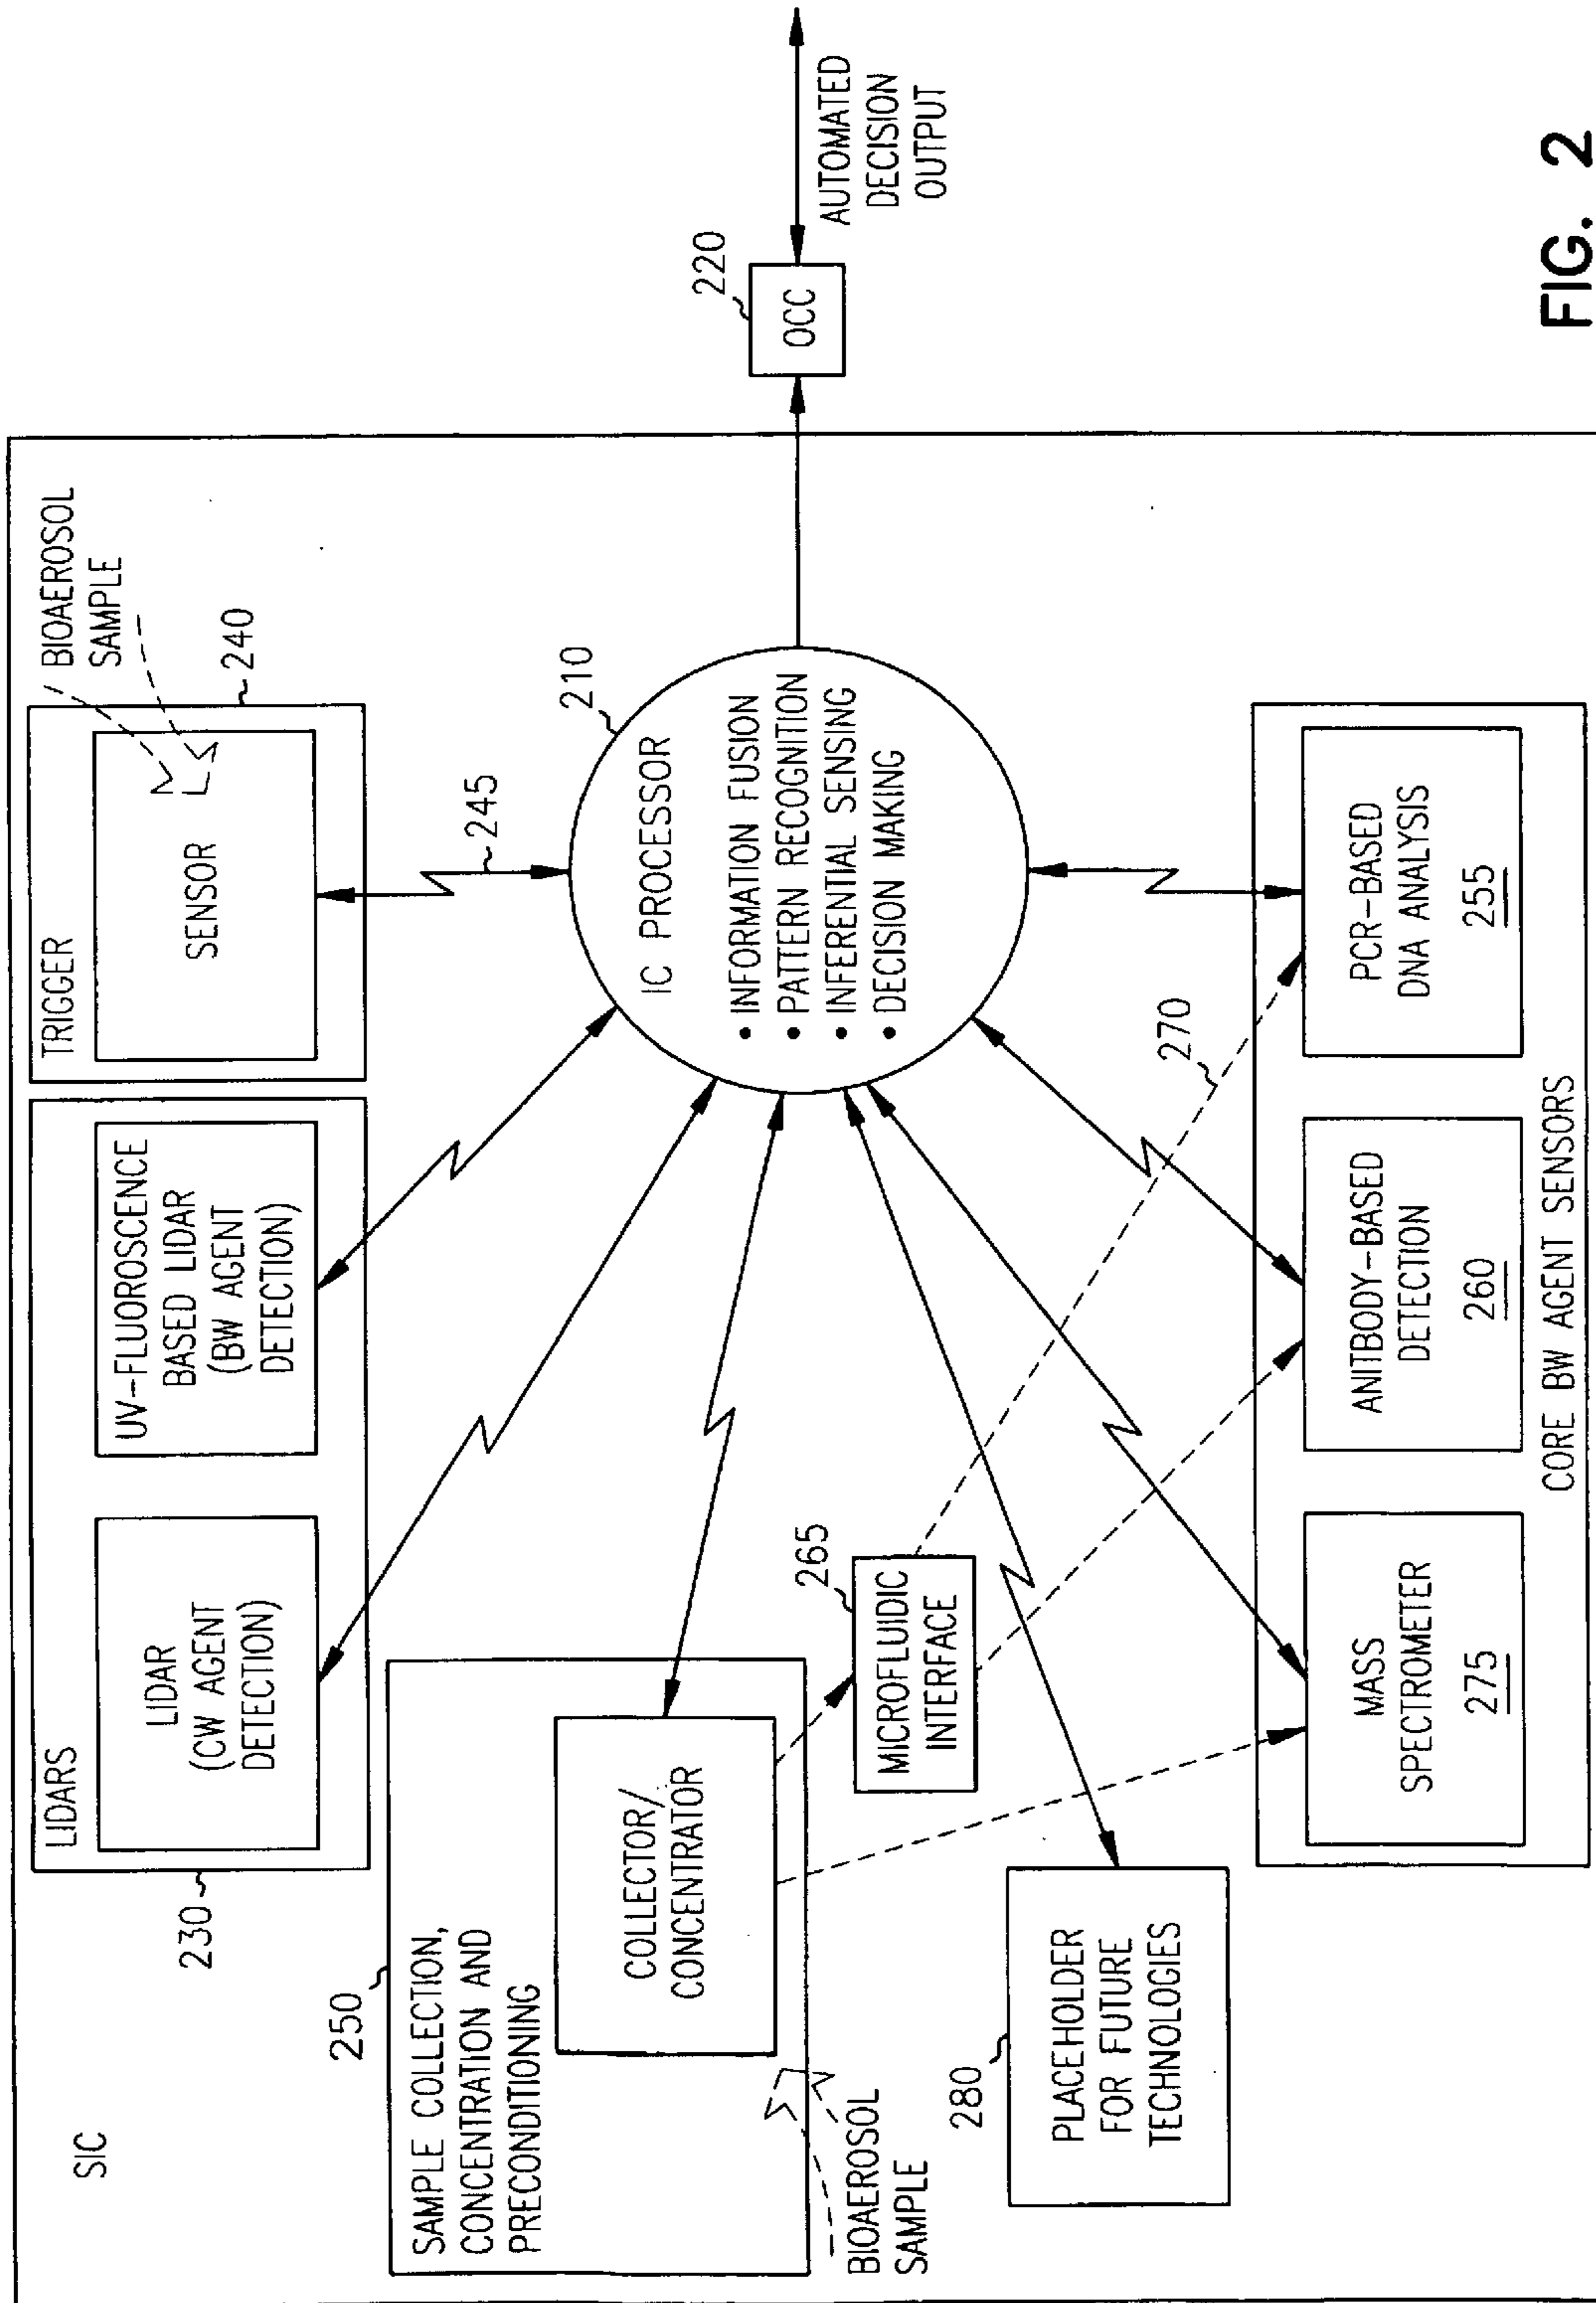 SIC
LIDARS
230
LIDAR
(CW AGENT
DETECTION)
UV-FLUOROSCENCE
BASED LIDAR
(BW AGENT
DETECTION)
TRIGGER
SENSOR
BIOAEROSOL
SAMPLE
240
245
250
SAMPLE COLLECTION,
CONCENTRATION AND
PRECONDITIONING
COLLECTOR/
CONCENTRATOR
BIOAEROSOL
SAMPLE
210
IC PROCESSOR
• INFORMATION FUSION
• PATTERN RECOGNITION
• INFERENTIAL SENSING
• DECISION MAKING
220
OCC
AUTOMATED
DECISION
OUTPUT
265
MICROFLUIDIC
INTERFACE
270
280
PLACEHOLDER
FOR FUTURE
TECHNOLOGIES
MASS
SPECTROMETER
275
ANITBODY-BASED
DETECTION
260
PCR-BASED
DNA ANALYSIS
255
CORE BW AGENT SENSORS
FIG. 2